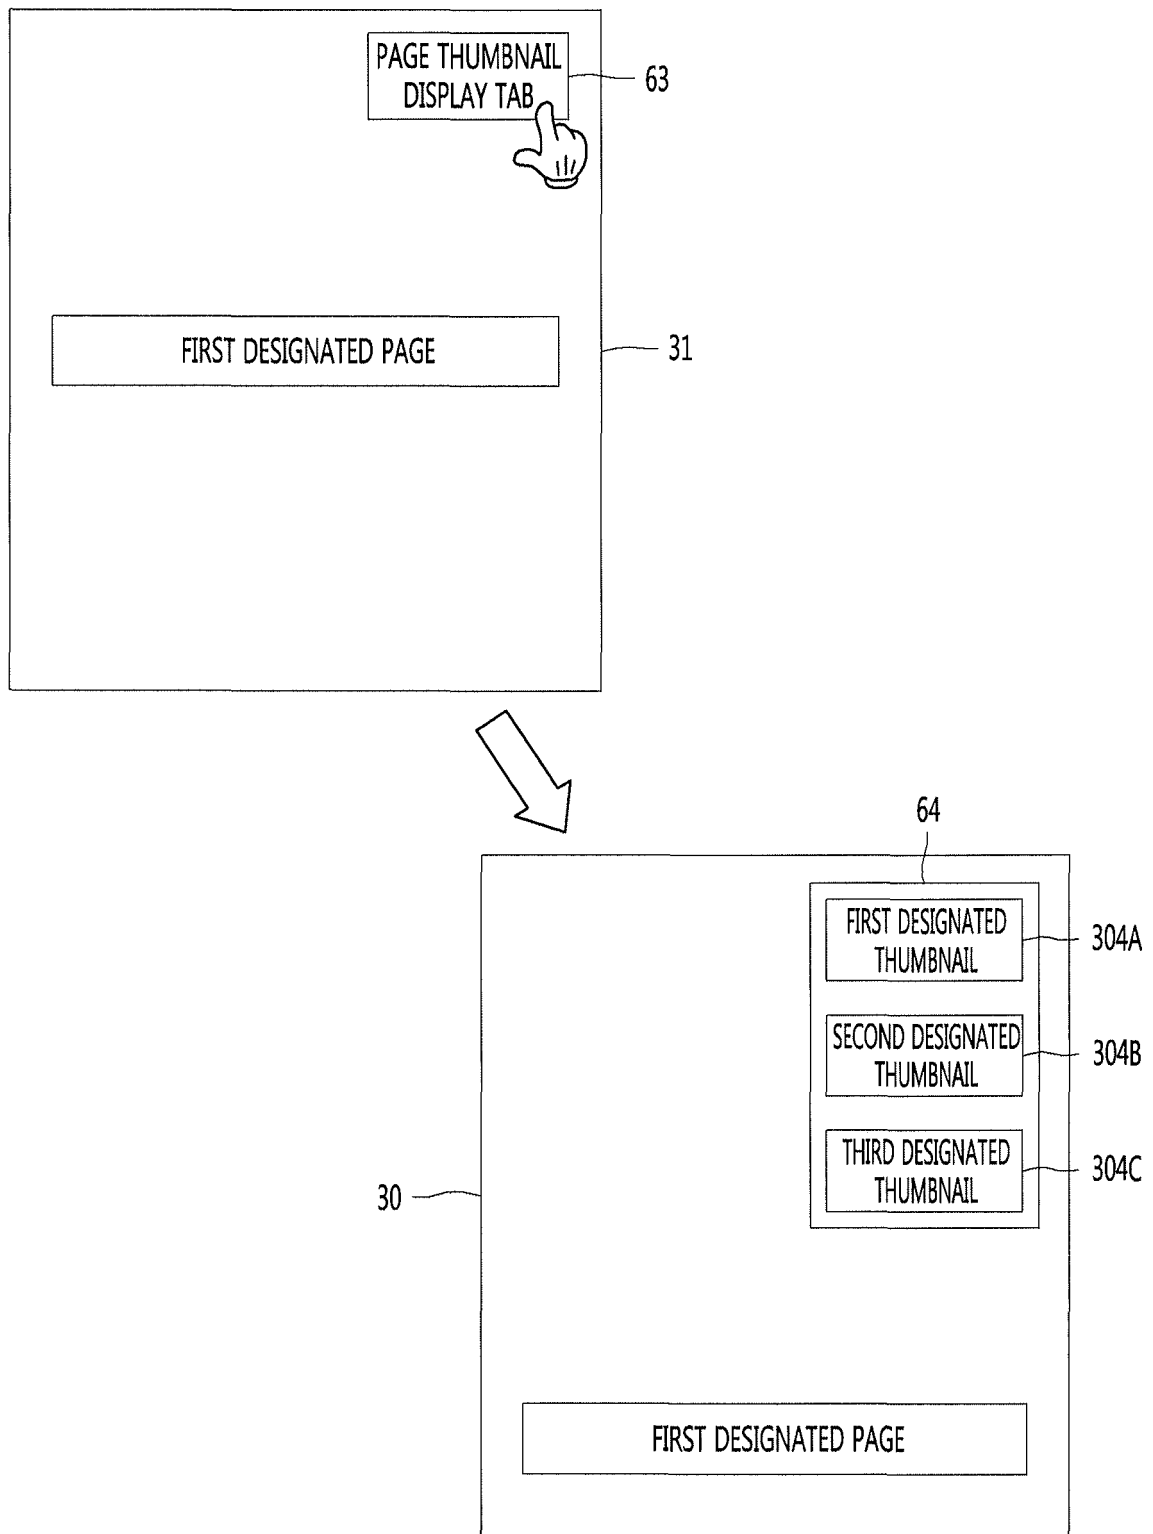 PAGE THUMBNAIL
DISPLAY TAB
63
FIRST DESIGNATED PAGE
31
64
FIRST DESIGNATED
THUMBNAIL
304A
SECOND DESIGNATED
THUMBNAIL
304B
THIRD DESIGNATED
THUMBNAIL
304C
30
FIRST DESIGNATED PAGE